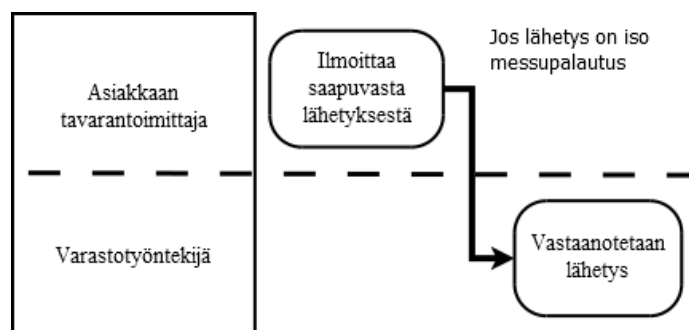 Asiakkaan
tavarantoimittaja
Ilmoittaa
saapuvasta
lähetyksestä
Jos lähetys on iso
messupalautus
Varastotyöntekijä
Vastaanotetaan
lähetys